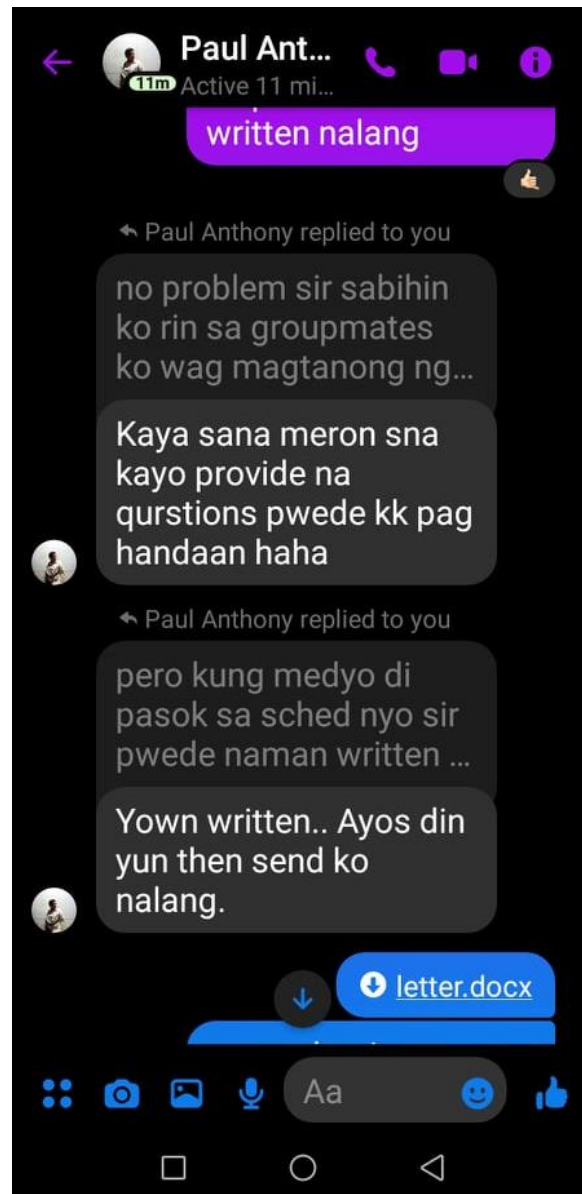 Paul Ant...
11m Active 11 mi...
written nalang
Paul Anthony replied to you
no problem sir sabihin
ko rin sa groupmates
ko wag magtanong ng...
Kaya sana meron sna
kayo provide na
qurstions pwede kk pag
handaan haha
Paul Anthony replied to you
pero kung medyo di
pasok sa sched nyo sir
pwede naman written ...
Yown written.. Ayos din
yun then send ko
nalang.
letter.docx
Aa